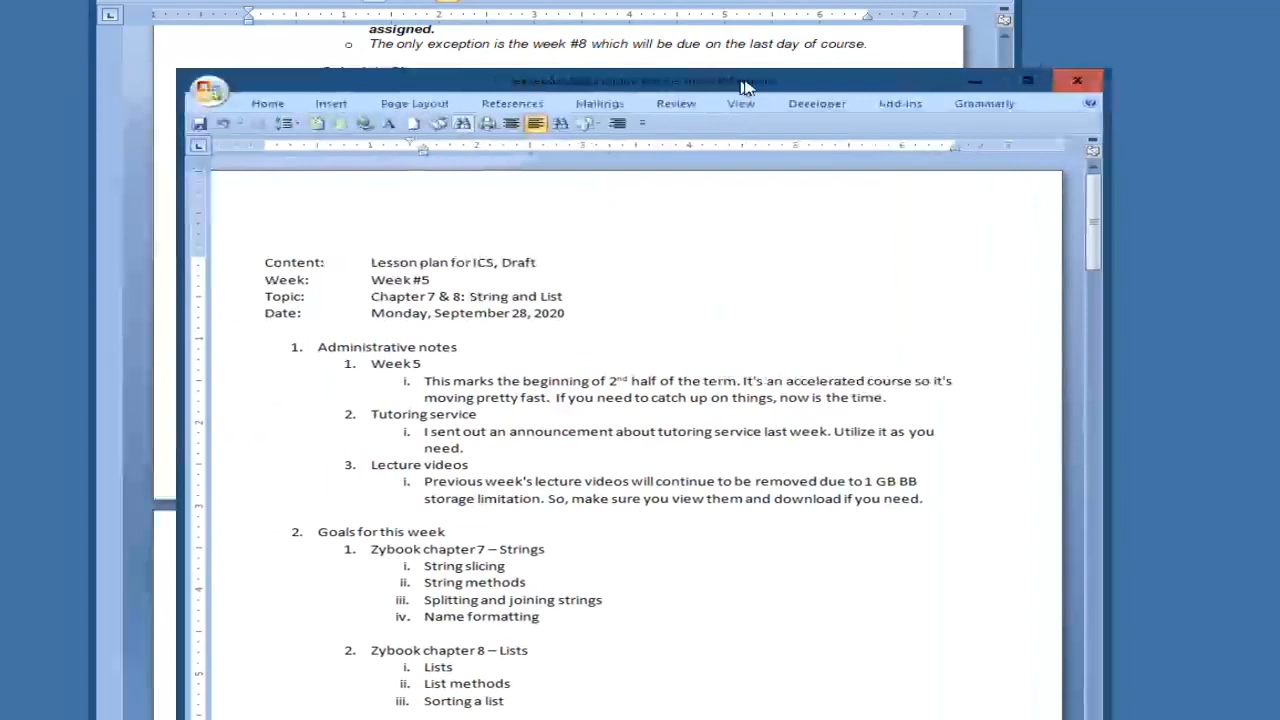 assigned.
o The only exception is the week #8 which will be due on the last day of course.
Home Insert Page Layout References Mailings Review View Developer Add-Ins Grammarly
Content: Lesson plan for ICS, Draft
Week: Week #5
Topic: Chapter 7 & 8: String and List
Date: Monday, September 28, 2020
1. Administrative notes
1. Week 5
i. This marks the beginning of 2nd half of the term. It's an accelerated course so it's
moving pretty fast. If you need to catch up on things, now is the time.
2. Tutoring service
i. I sent out an announcement about tutoring service last week. Utilize it as you
need.
3. Lecture videos
i. Previous week's lecture videos will continue to be removed due to 1 GB BB
storage limitation. So, make sure you view them and download if you need.
2. Goals for this week
1. Zybook chapter 7 – Strings
i. String slicing
ii. String methods
iii. Splitting and joining strings
iv. Name formatting
2. Zybook chapter 8 – Lists
i. Lists
ii. List methods
iii. Sorting a list